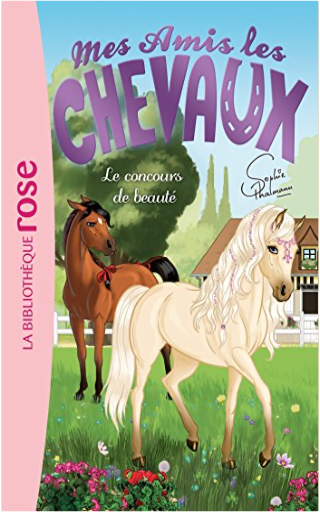 Mes Amis les
CHEVAUX
Le concours
de beauté
Sophie
Thalmann
LA BIBLIOTHÈQUE rose